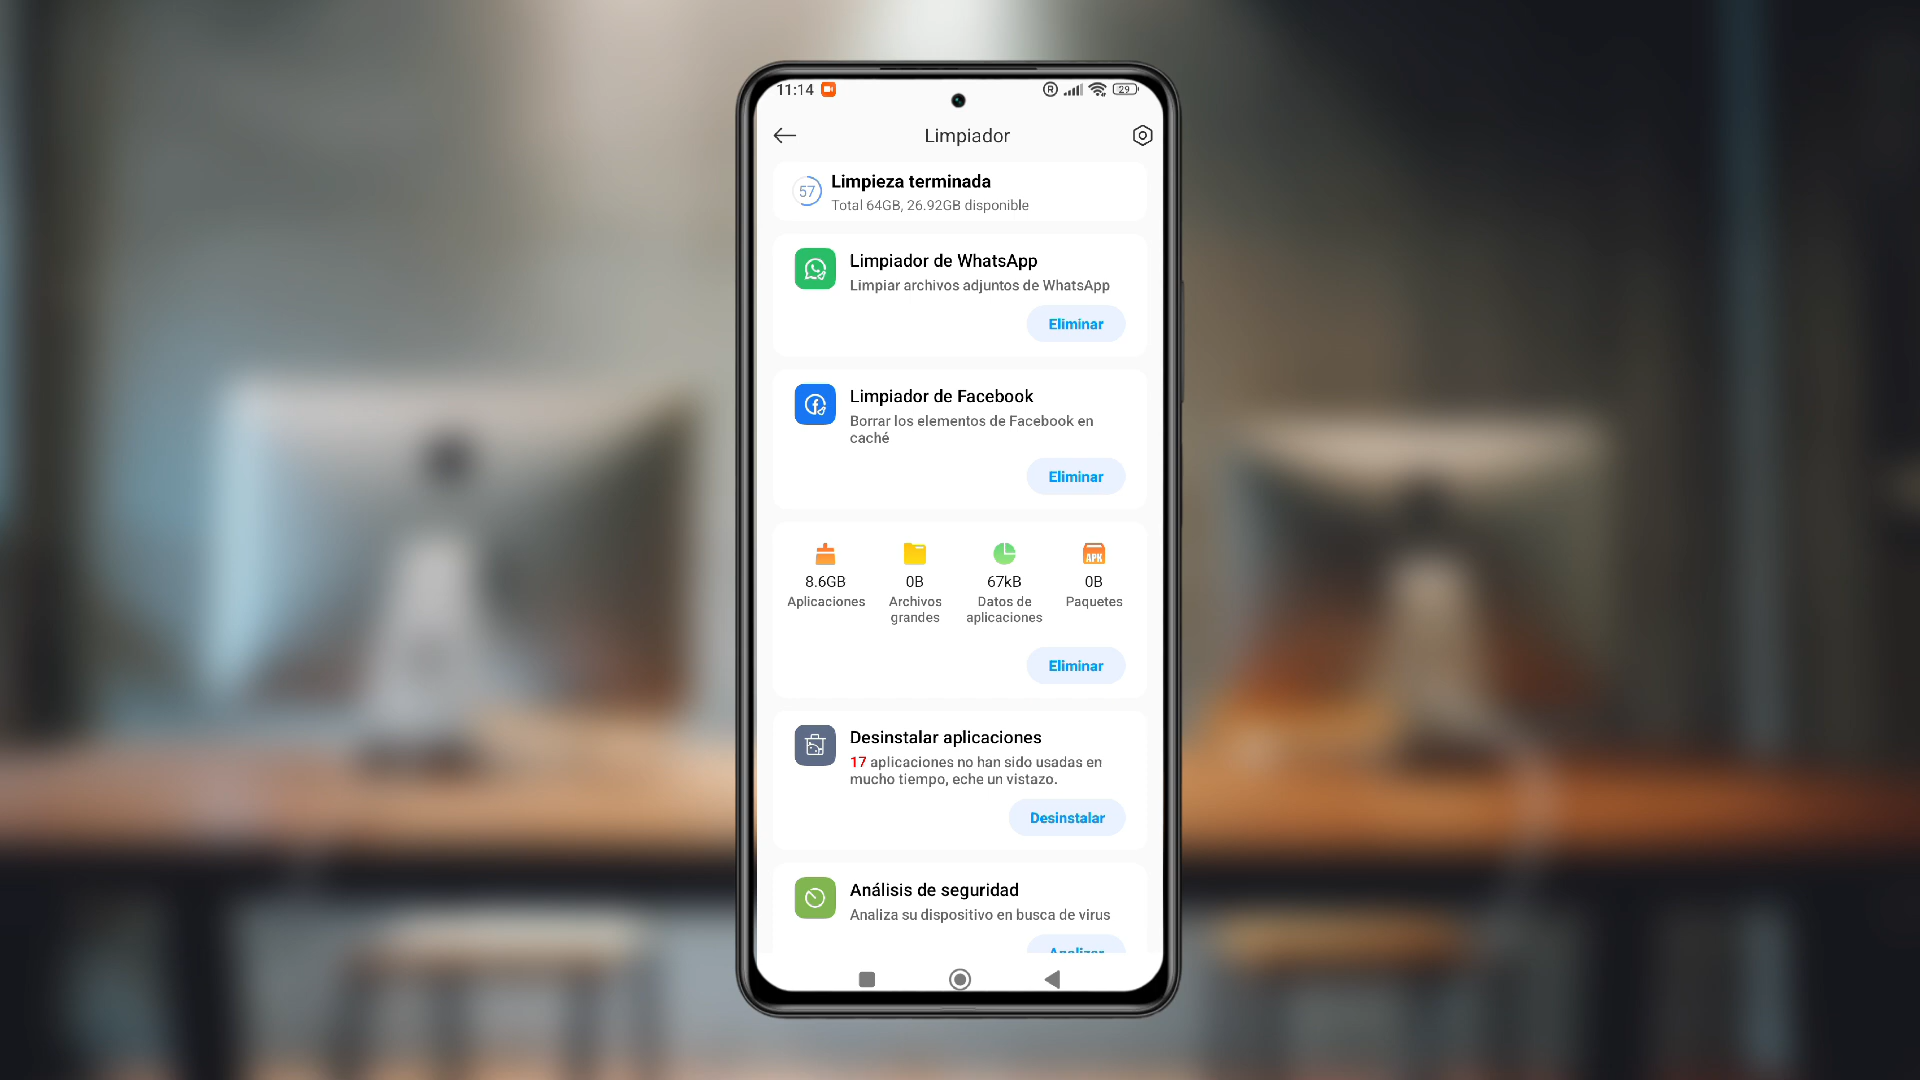 11:14
R
29
Limpiador
57
Limpieza terminada
Total 64GB, 26.92GB disponible
Limpiador de WhatsApp
Limpiar archivos adjuntos de WhatsApp
Eliminar
Limpiador de Facebook
Borrar los elementos de Facebook en
caché
Eliminar
APK
8.6GB
Aplicaciones
0B
Archivos
grandes
67kB
Datos de
aplicaciones
0B
Paquetes
Eliminar
Desinstalar aplicaciones
17 aplicaciones no han sido usadas en
mucho tiempo, eche un vistazo.
Desinstalar
Análisis de seguridad
Analiza su dispositivo en busca de virus
Analizar